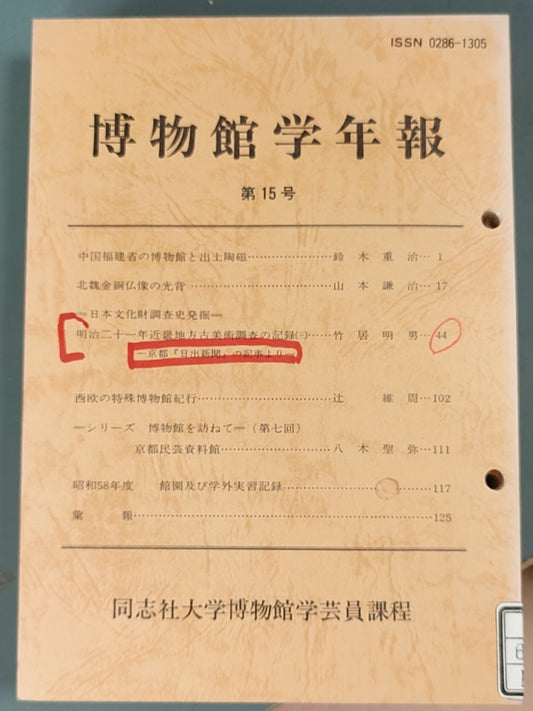 ISSN 0286-1305
博物館学年報
第15号
中国福建省の博物館と出土陶磁…………鈴木重治…1
北魏金銅仏像の光背…………山本謙治…17
＝日本文化財調査史発掘＝
明治二十一年近畿地方古美術調査の記録㈡……竹居明男…44
―京都『日出新聞』の記事より―
西欧の特殊博物館紀行…………辻維周…102
＝シリーズ 博物館を訪ねて＝（第七回）
京都民芸資料館…………八木聖弥…111
昭和58年度 館園及び学外実習記録…………117
彙報…………125
同志社大学博物館学芸員課程
6